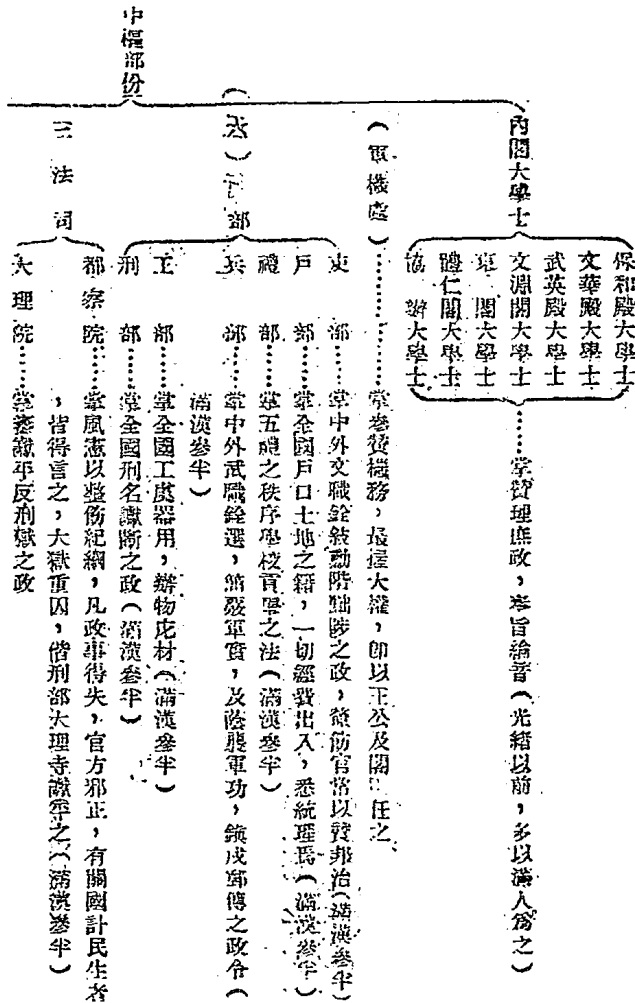 中樞部份
內閣大學士
保和殿大學士
文華殿大學士
武英殿大學士
文淵閣大學士
東閣大學士
體仁閣大學士
協辦大學士
……掌贊理庶政,奉旨綸音(光緒以前,多以滿人為之)
(軍機處)……掌參贊機務,最握大權,卽以王公及閣任之
(六)部
吏部……掌中外文職銓敍勳階黜陟之政,飭官常以贊邦治(滿漢參半)
戶部……掌全國戶口土地之籍,一切經費出入,悉統理焉(滿漢參半)
禮部……掌五禮之秩序學校貢舉之法(滿漢參半)
兵部……掌中外武職銓選,簡覈軍實,及蔭襲軍功,鎮戍郵傳之政令(
滿漢參半)
工部……掌全國工虞器用,辦物庀材(滿漢參半)
刑部……掌全國刑名讞斷之政(滿漢參半)
三法司
都察院……掌風憲以整飭紀綱,凡政事得失,官方邪正,有關國計民生者
,皆得言之,大獄重囚,偕刑部大理寺讞平之(滿漢參半)
大理院……掌審讞平反刑獄之政